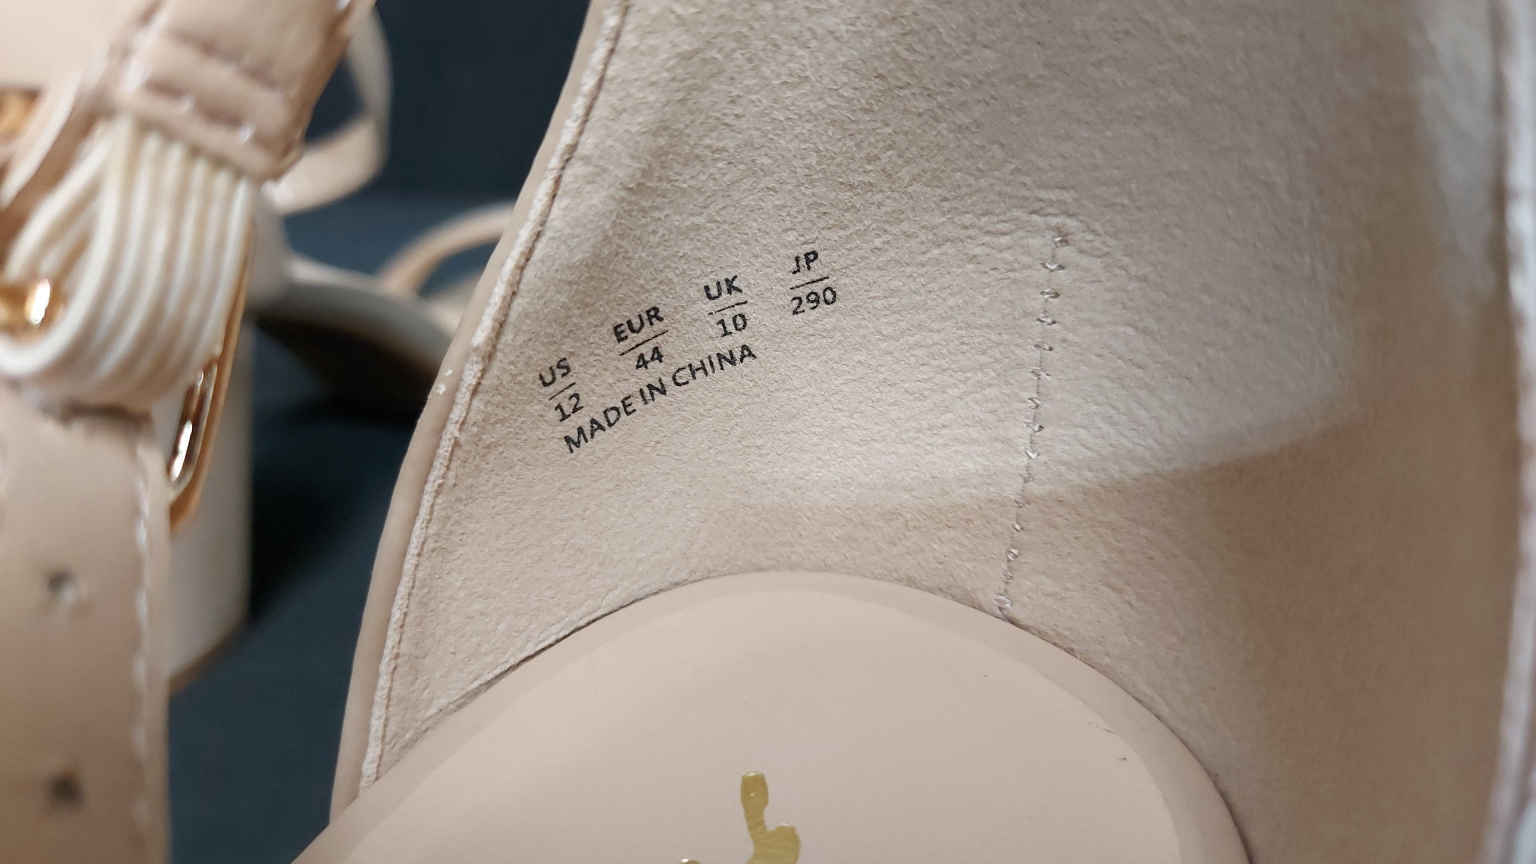 US EUR UK JP
12 44 10 290
MADE IN CHINA